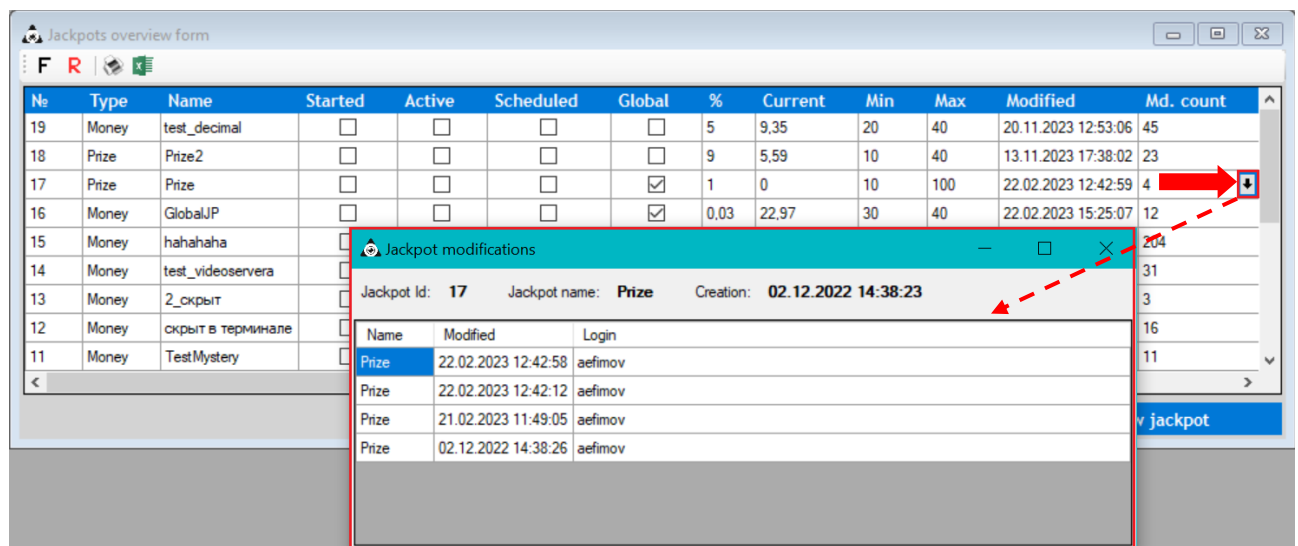 Jackpots overview form
F R
№ Type Name Started Active Scheduled Global % Current Min Max Modified Md. count
19 Money test_decimal 5 9,35 20 40 20.11.2023 12:53:06 45
18 Prize Prize2 9 5,59 10 40 13.11.2023 17:38:02 23
17 Prize Prize 1 0 10 100 22.02.2023 12:42:59 4
16 Money GlobalJP 0,03 22,97 30 40 22.02.2023 15:25:07 12
15 Money hahahaha 204
14 Money test_videoservera 31
13 Money 2_скрыт 3
12 Money скрыт в терминале 16
11 Money TestMystery 11
jackpot
Jackpot modifications
Jackpot Id: 17 Jackpot name: Prize Creation: 02.12.2022 14:38:23
Name Modified Login
Prize 22.02.2023 12:42:58 aefimov
Prize 22.02.2023 12:42:12 aefimov
Prize 21.02.2023 11:49:05 aefimov
Prize 02.12.2022 14:38:26 aefimov